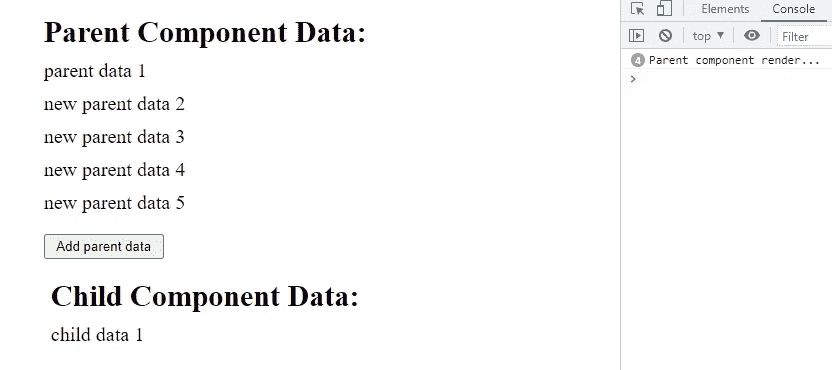 Parent Component Data:
parent data 1
new parent data 2
new parent data 3
new parent data 4
new parent data 5
Add parent data
Child Component Data:
child data 1
Elements Console
top ▼ Filter
4 Parent component render...
>